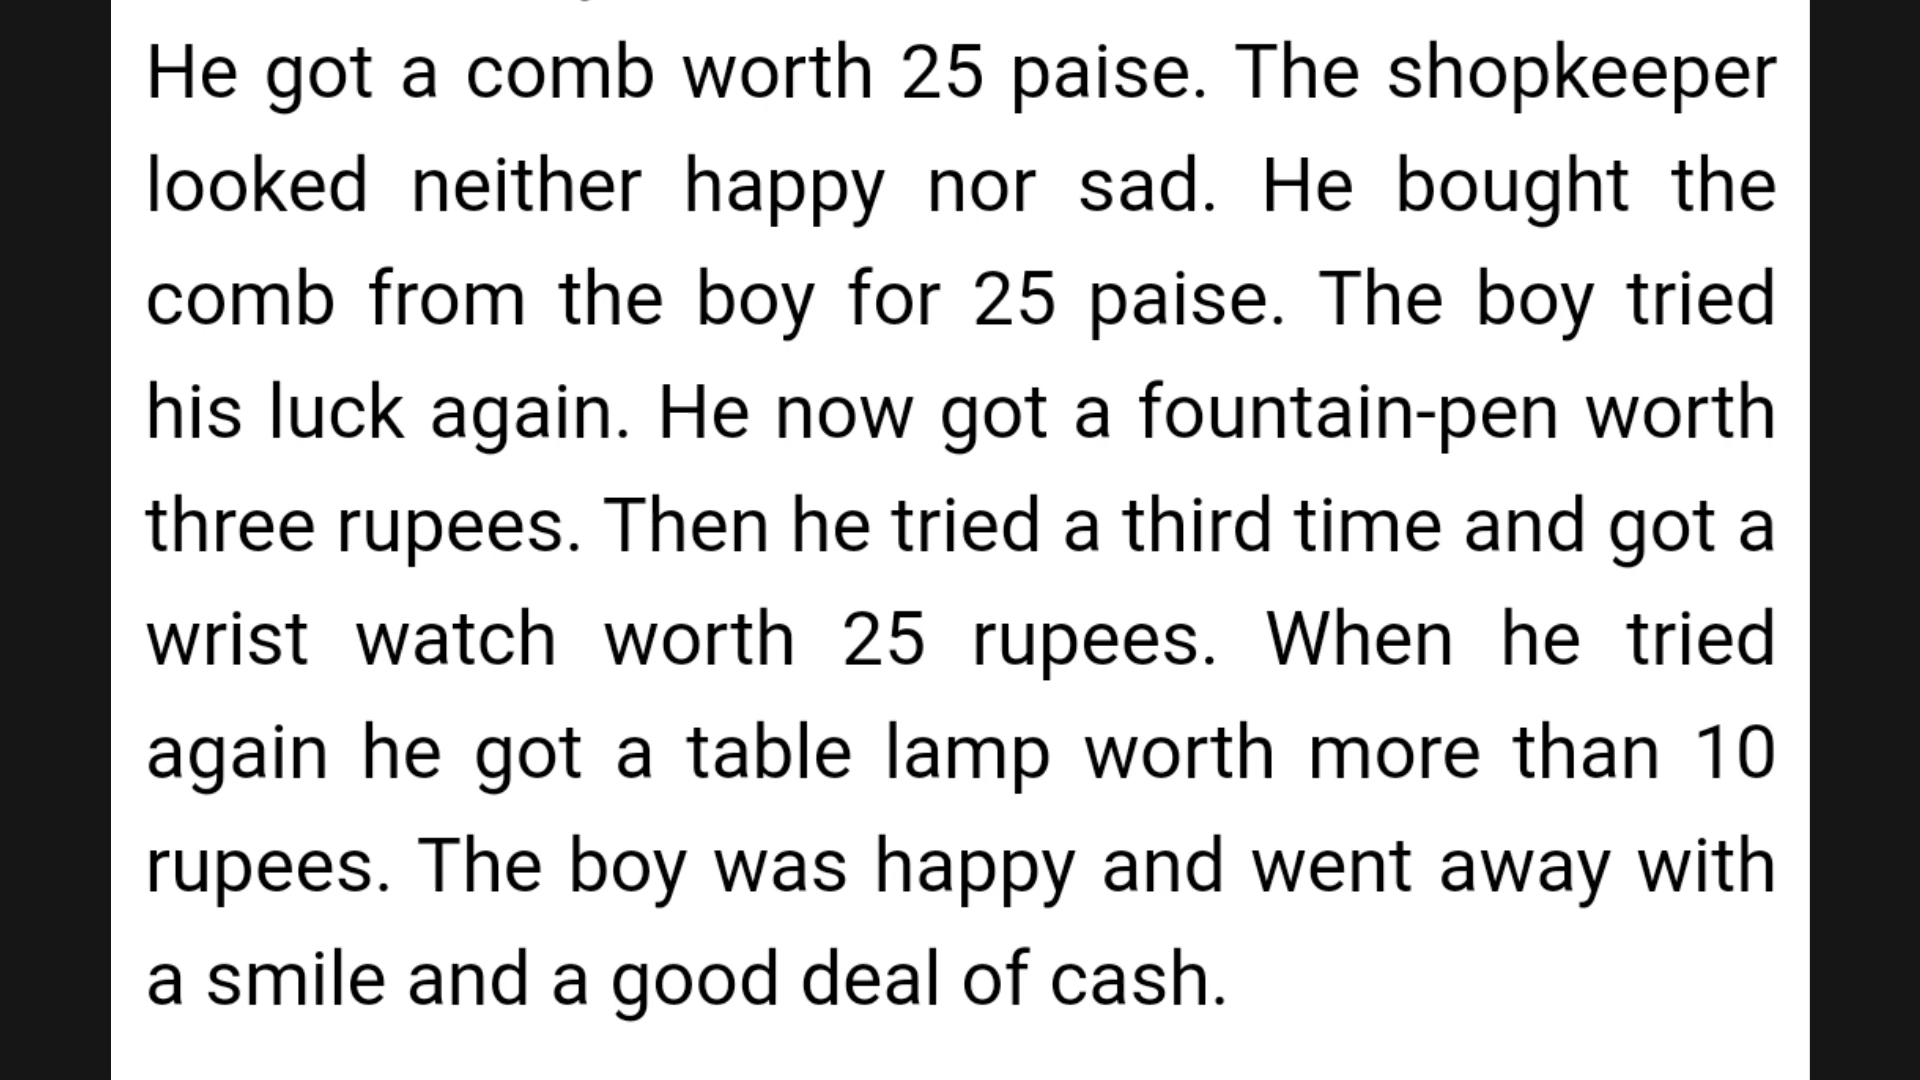 He got a comb worth 25 paise. The shopkeeper
looked neither happy nor sad. He bought the
comb from the boy for 25 paise. The boy tried
his luck again. He now got a fountain-pen worth
three rupees. Then he tried a third time and got a
wrist watch worth 25 rupees. When he tried
again he got a table lamp worth more than 10
rupees. The boy was happy and went away with
a smile and a good deal of cash.